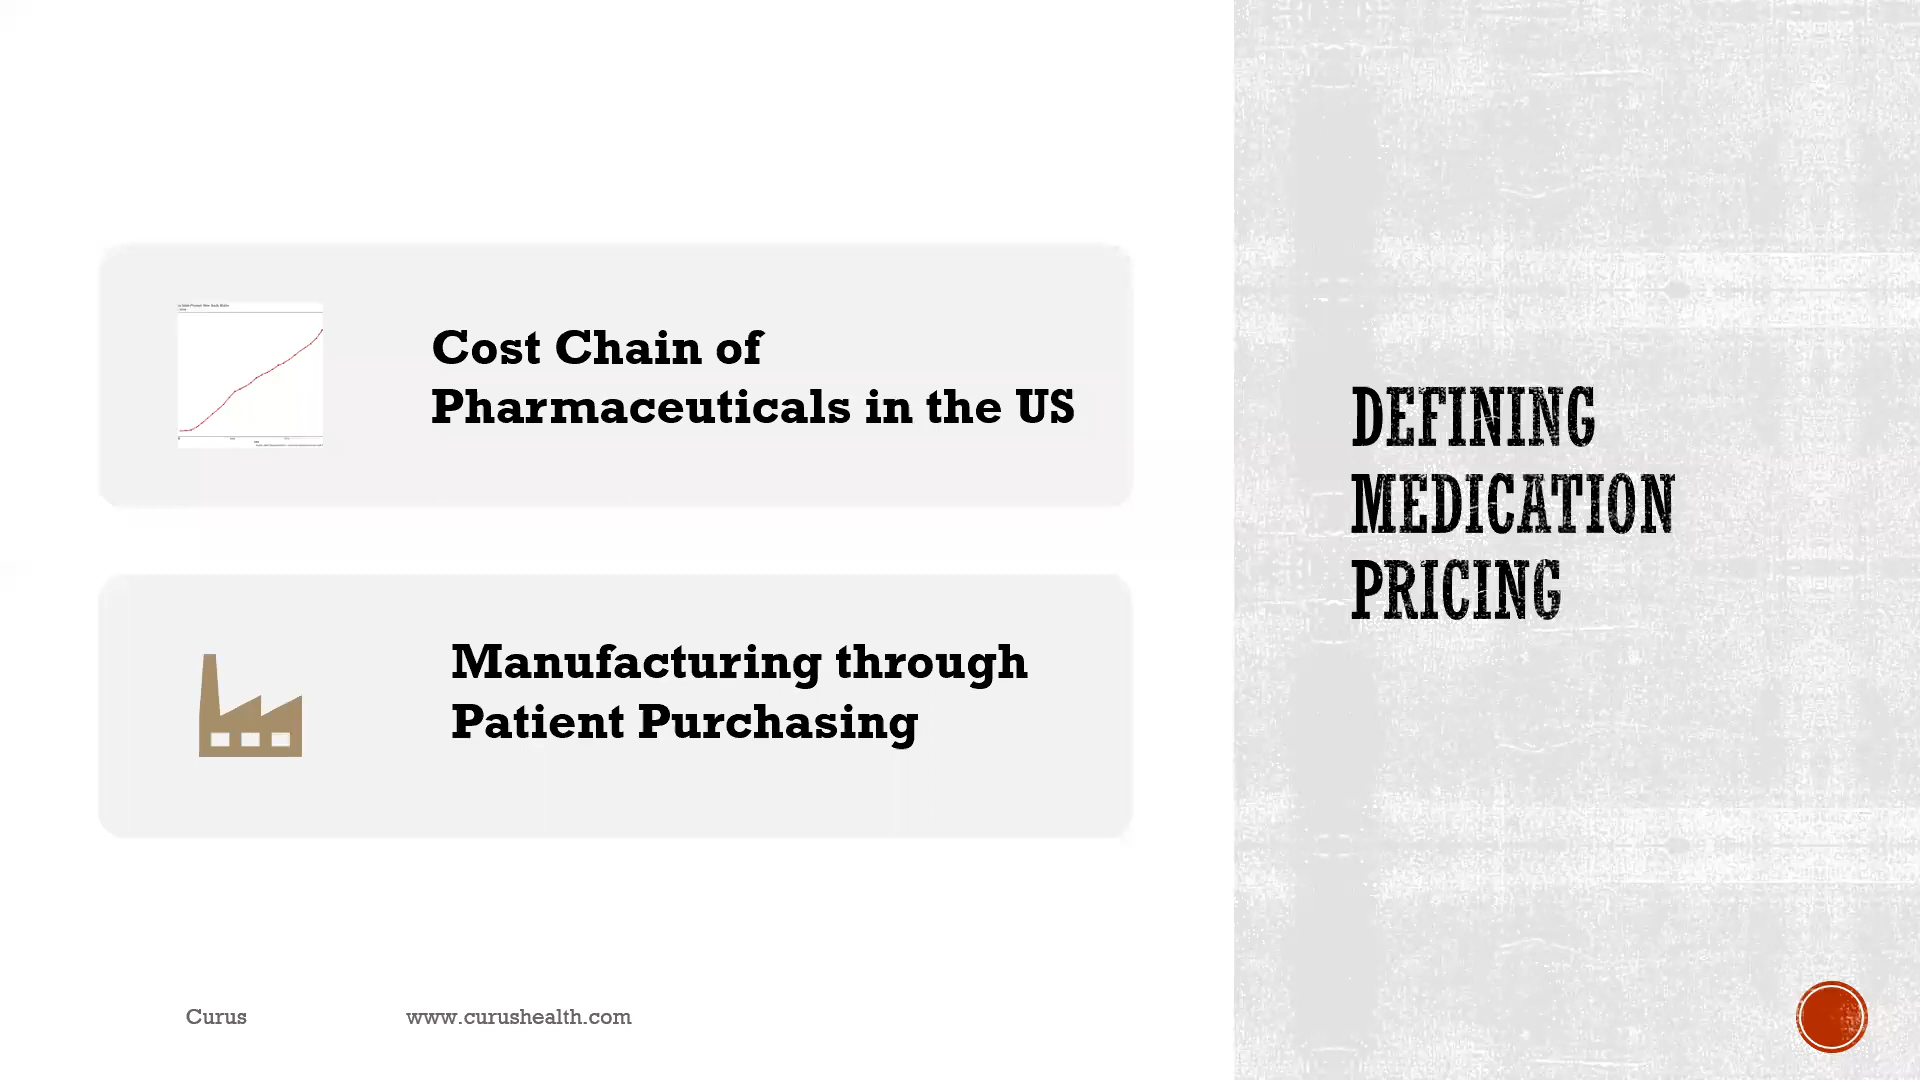 Cost Chain of
Pharmaceuticals in the US
Manufacturing through
Patient Purchasing
DEFINING
MEDICATION
PRICING
Curus
www.curushealth.com